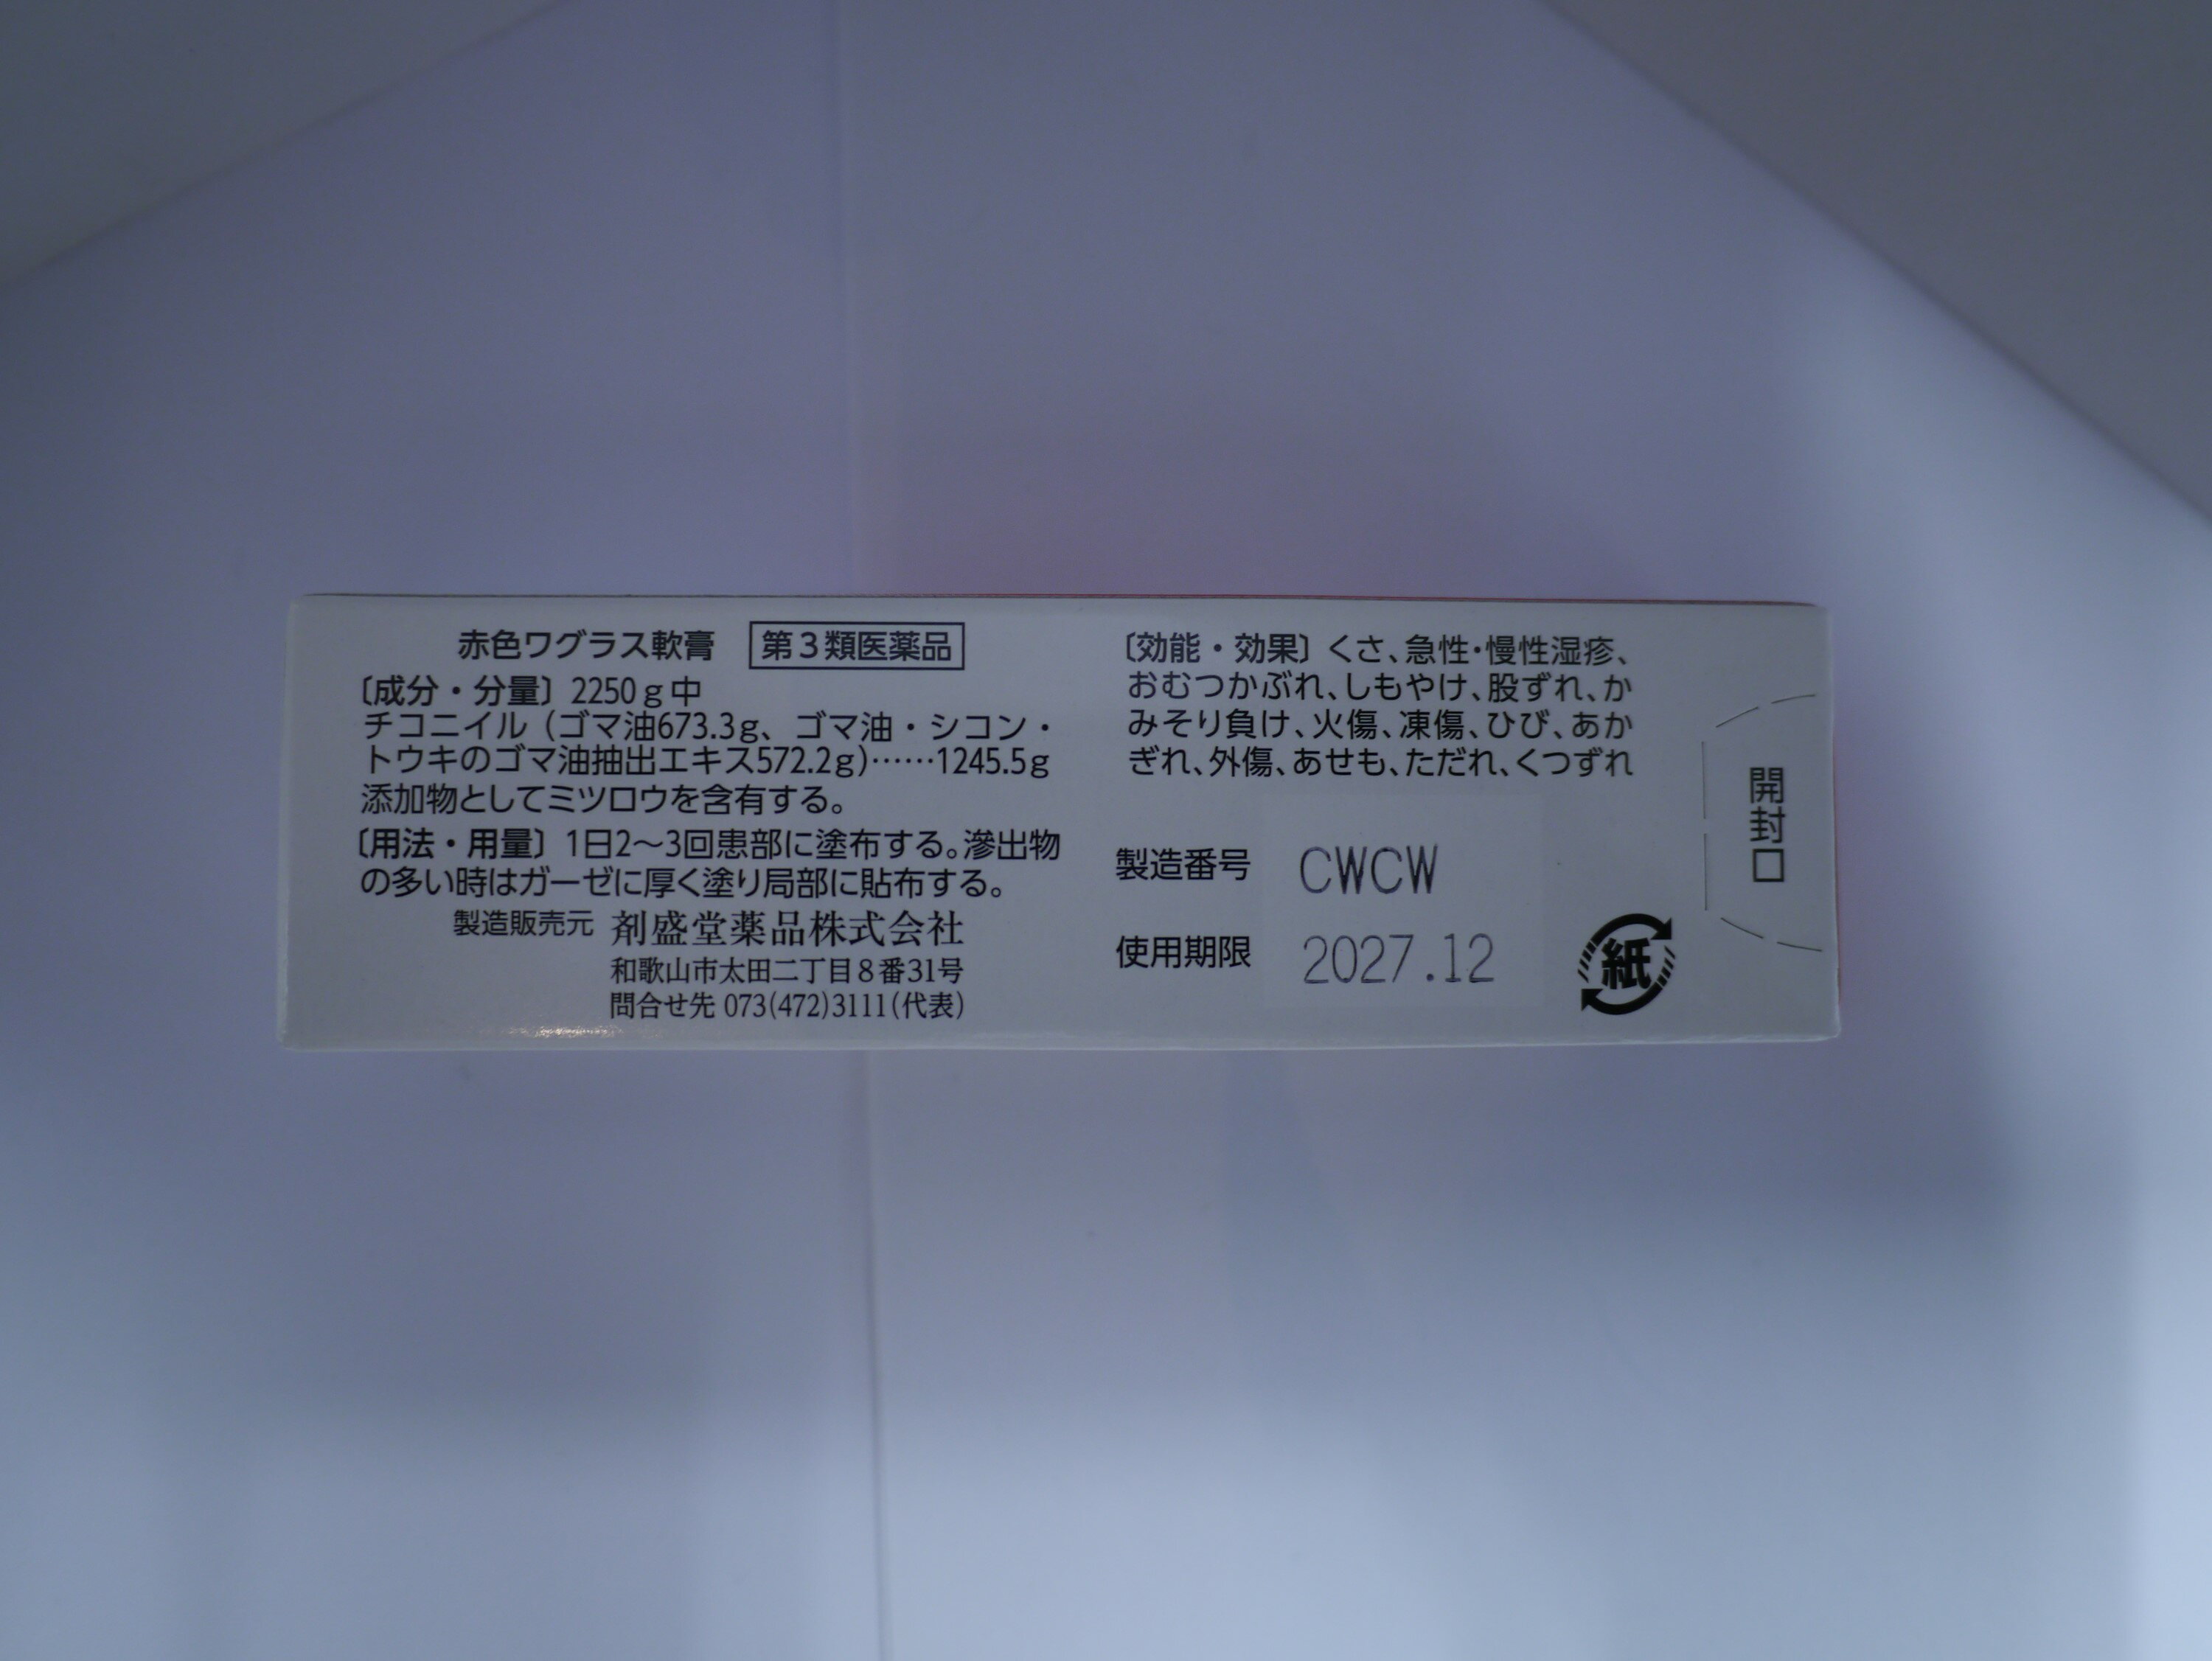 赤色ワグラス軟膏 第3類医薬品
〔成分・分量〕2250g中
チコニイル（ゴマ油673.3g、ゴマ油・シコン・
トウキのゴマ油抽出エキス572.2g)……1245.5g
添加物としてミツロウを含有する。
〔用法・用量〕1日2〜3回患部に塗布する。滲出物
の多い時はガーゼに厚く塗り局部に貼布する。
製造販売元 剤盛堂薬品株式会社
和歌山市太田二丁目8番31号
問合せ先 073(472)3111(代表)
〔効能・効果〕くさ、急性・慢性湿疹、
おむつかぶれ、しもやけ、股ずれ、か
みそり負け、火傷、凍傷、ひび、あか
ぎれ、外傷、あせも、ただれ、くつずれ
製造番号 CWCW
使用期限 2027.12
紙
開封口